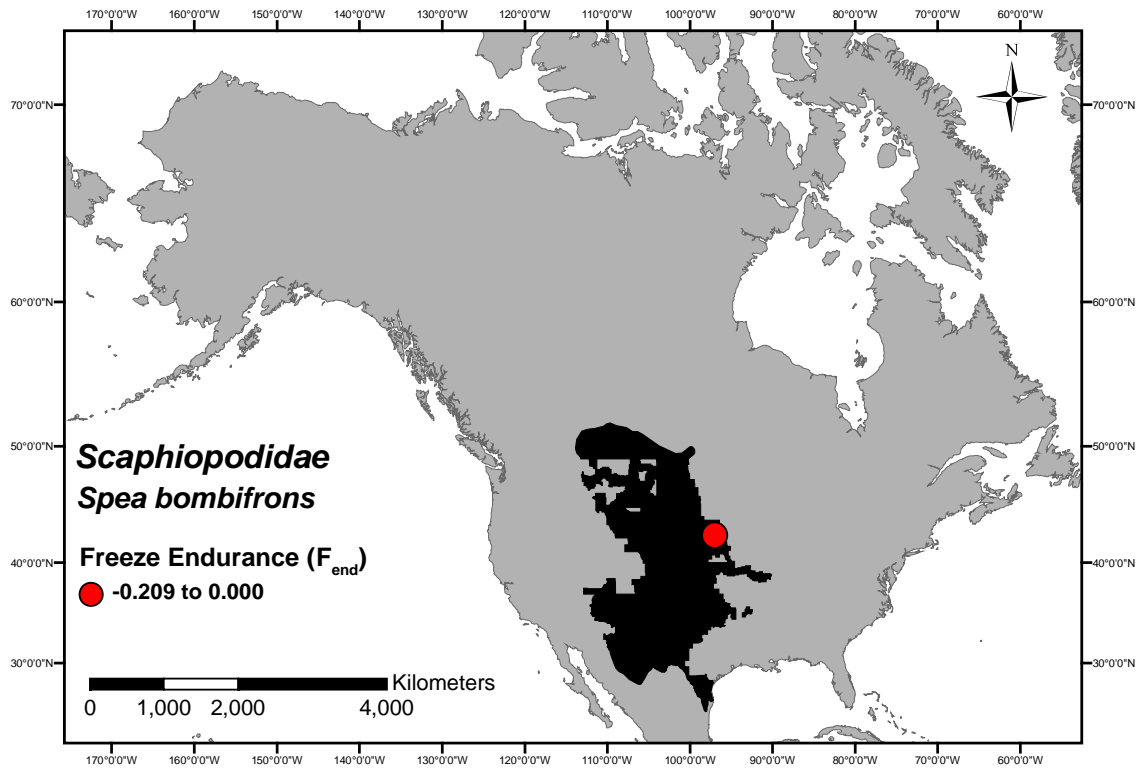 170°0'0"W 160°0'0"W 150°0'0"W 140°0'0"W 130°0'0"W 120°0'0"W 110°0'0"W 100°0'0"W 90°0'0"W 80°0'0"W 70°0'0"W 60°0'0"W
N
70°0'0"N 70°0'0"N
60°0'0"N 60°0'0"N
50°0'0"N 50°0'0"N
Scaphiopodidae
Spea bombifrons
Freeze Endurance (Fend)
40°0'0"N 40°0'0"N
-0.209 to 0.000
30°0'0"N 30°0'0"N
Kilometers
0 1,000 2,000 4,000
170°0'0"W 160°0'0"W 150°0'0"W 140°0'0"W 130°0'0"W 120°0'0"W 110°0'0"W 100°0'0"W 90°0'0"W 80°0'0"W 70°0'0"W 60°0'0"W